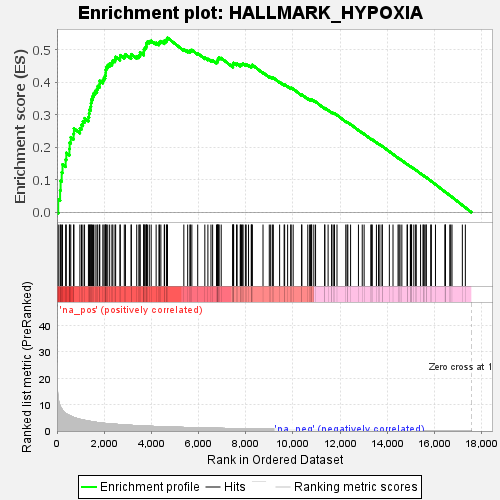 Enrichment plot: HALLMARK_HYPOXIA
Enrichment score (ES)
0.5
0.4
0.3
0.2
0.1
0.0
'na_pos' (positively correlated)
Ranked list metric (PreRanked)
40
30
20
10
0
Zero cross at 1
'na_neg' (negatively correlated)
0 2,000 4,000 6,000 8,000 10,000 12,000 14,000 16,000 18,000
Rank in Ordered Dataset
Enrichment profile Hits Ranking metric scores